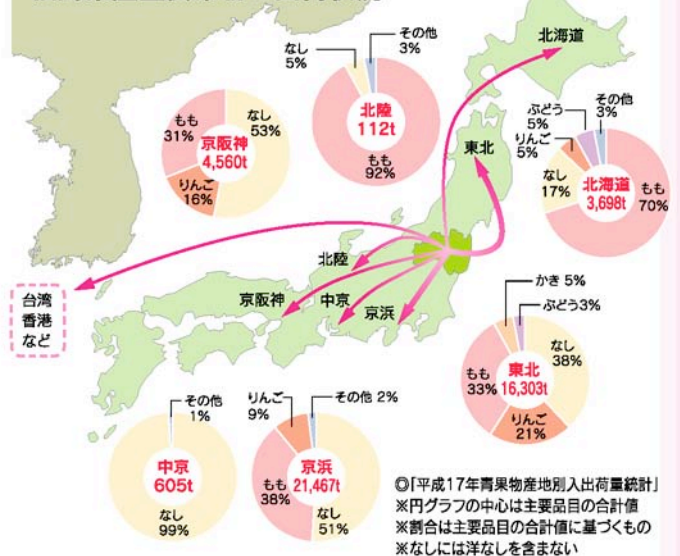 なし
5%
その他
3%
北陸
112t
もも
92%
もも
31%
なし
53%
京阪神
4,560t
りんご
16%
北海道
東北
ぶどう
5%
その他
3%
りんご
5%
なし
17%
北海道
3,698t
もも
70%
北陸
京阪神
中京
京浜
台湾
香港
など
かき 5%
ぶどう3%
もも
33%
東北
16,303t
なし
38%
りんご
21%
その他
1%
中京
605t
なし
99%
りんご
9%
その他 2%
もも
38%
京浜
21,467t
なし
51%
◎「平成17年青果物産地別入出荷量統計」
※円グラフの中心は主要品目の合計値
※割合は主要品目の合計値に基づくもの
※なしには洋なしを含まない